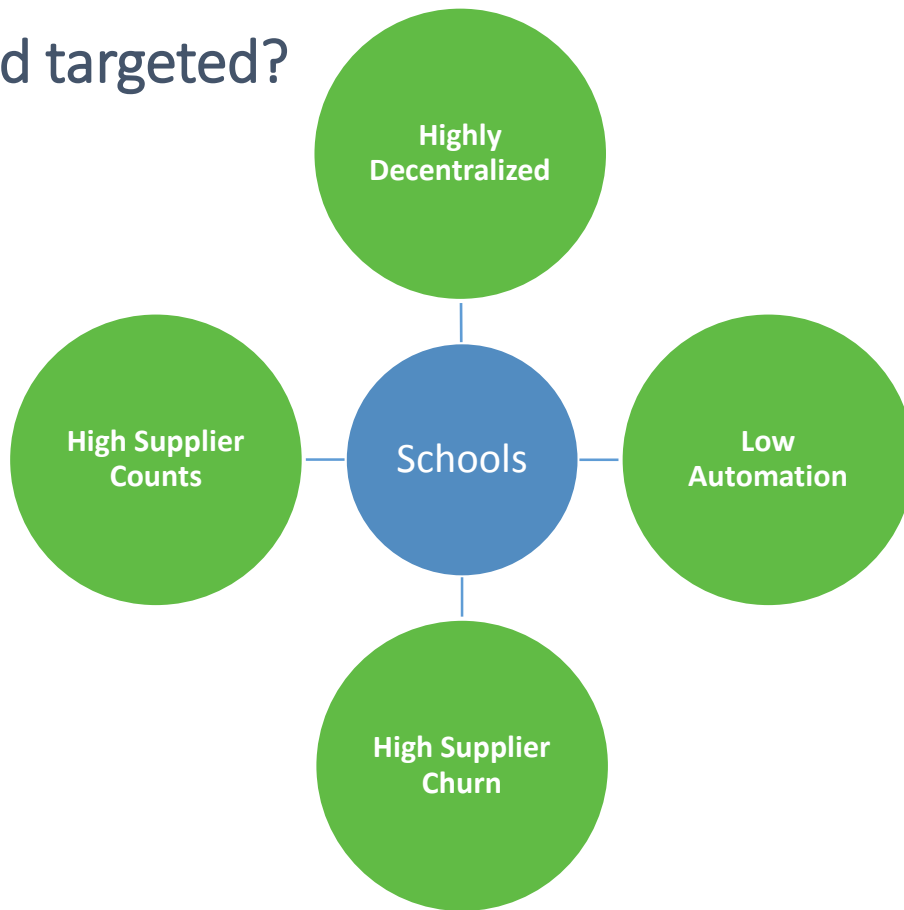 d targeted?
Highly
Decentralized
High Supplier
Counts
Schools
Low
Automation
High Supplier
Churn